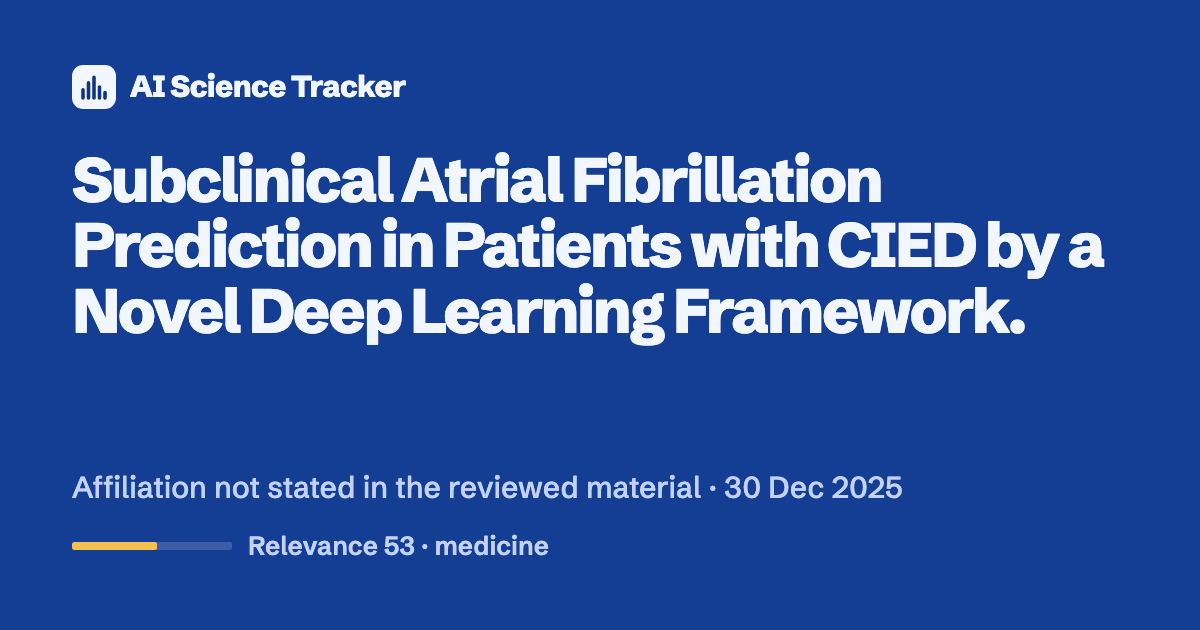 AI Science Tracker
Subclinical Atrial Fibrillation
Prediction in Patients with CIED by a
Novel Deep Learning Framework.
Affiliation not stated in the reviewed material · 30 Dec 2025
Relevance 53 · medicine